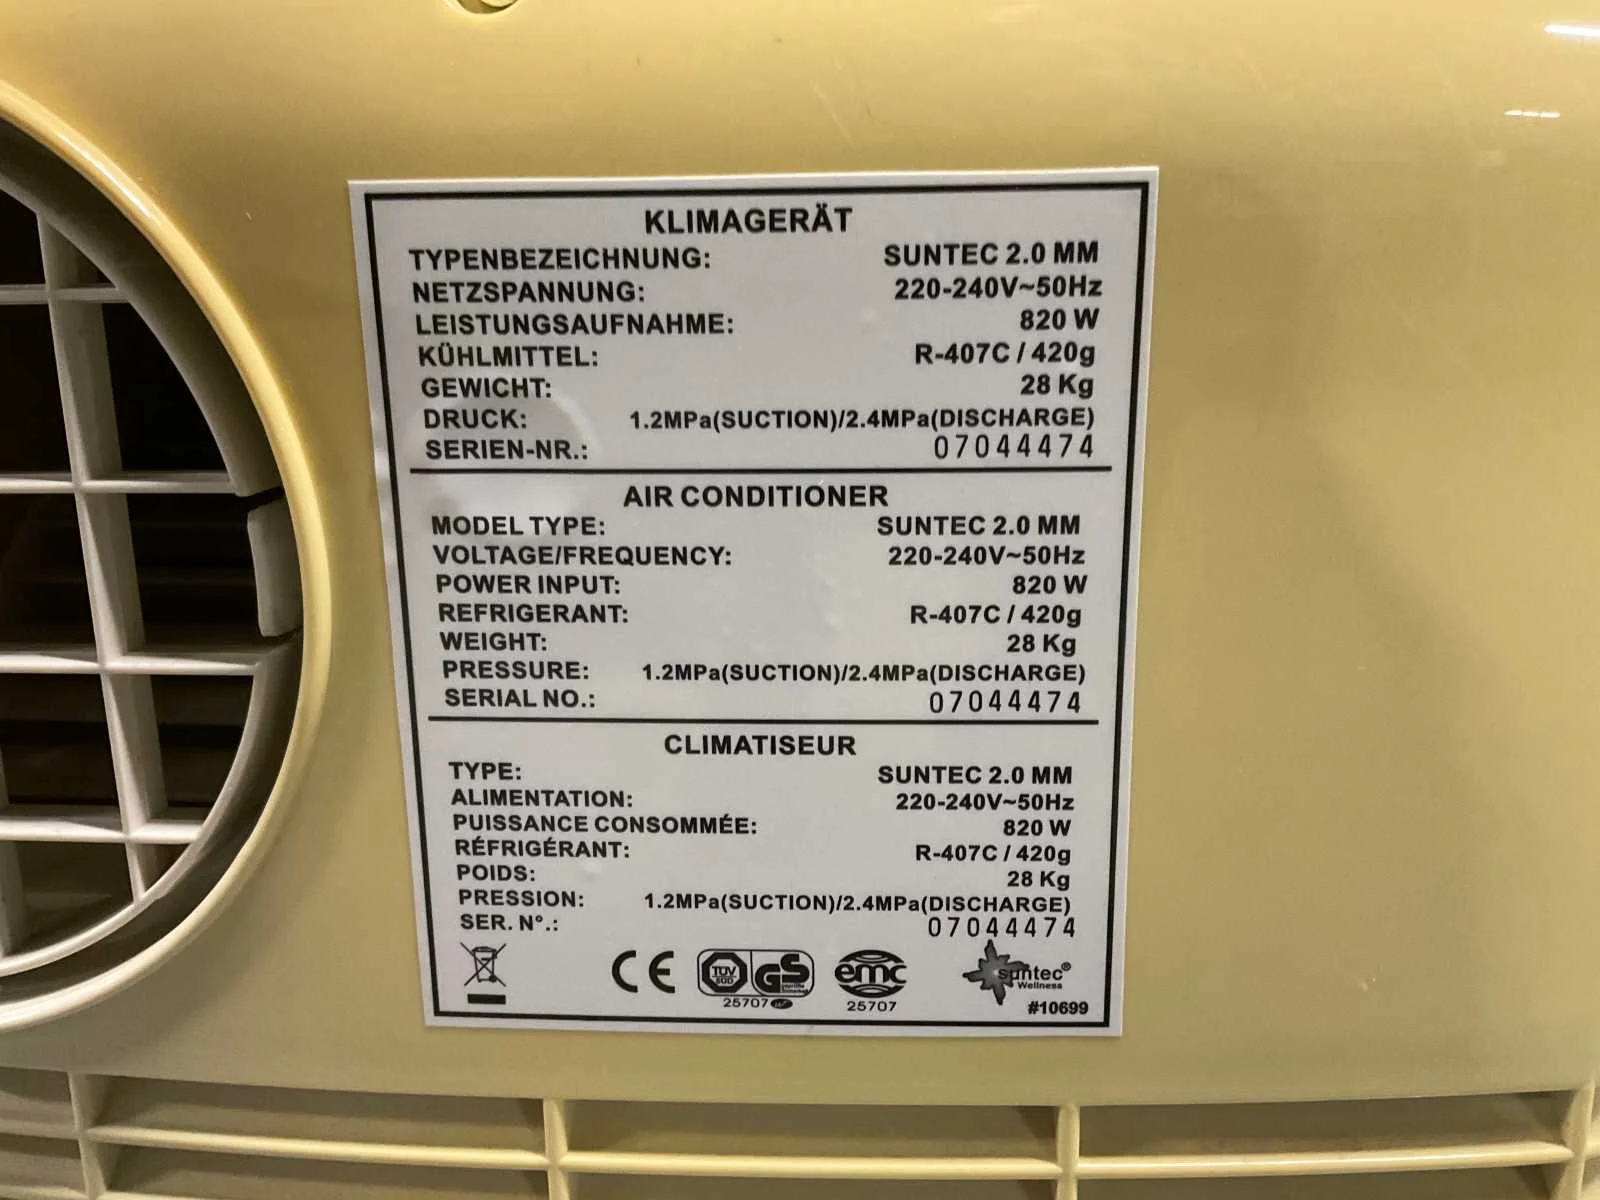 KLIMAGERÄT
TYPENBEZEICHNUNG: SUNTEC 2.0 MM
NETZSPANNUNG: 220-240V~50Hz
LEISTUNGSAUFNAHME: 820 W
KÜHLMITTEL: R-407C / 420g
GEWICHT: 28 Kg
DRUCK: 1.2MPa(SUCTION)/2.4MPa(DISCHARGE)
SERIEN-NR.: 07044474
AIR CONDITIONER
MODEL TYPE: SUNTEC 2.0 MM
VOLTAGE/FREQUENCY: 220-240V~50Hz
POWER INPUT: 820 W
REFRIGERANT: R-407C / 420g
WEIGHT: 28 Kg
PRESSURE: 1.2MPa(SUCTION)/2.4MPa(DISCHARGE)
SERIAL NO.: 07044474
CLIMATISEUR
TYPE: SUNTEC 2.0 MM
ALIMENTATION: 220-240V~50Hz
PUISSANCE CONSOMMÉE: 820 W
RÉFRIGÉRANT: R-407C / 420g
POIDS: 28 Kg
PRESSION: 1.2MPa(SUCTION)/2.4MPa(DISCHARGE)
SER. N°.: 07044474
CE TÜV SÜD GS emc suntec®
Wellness
25707 25707 #10699